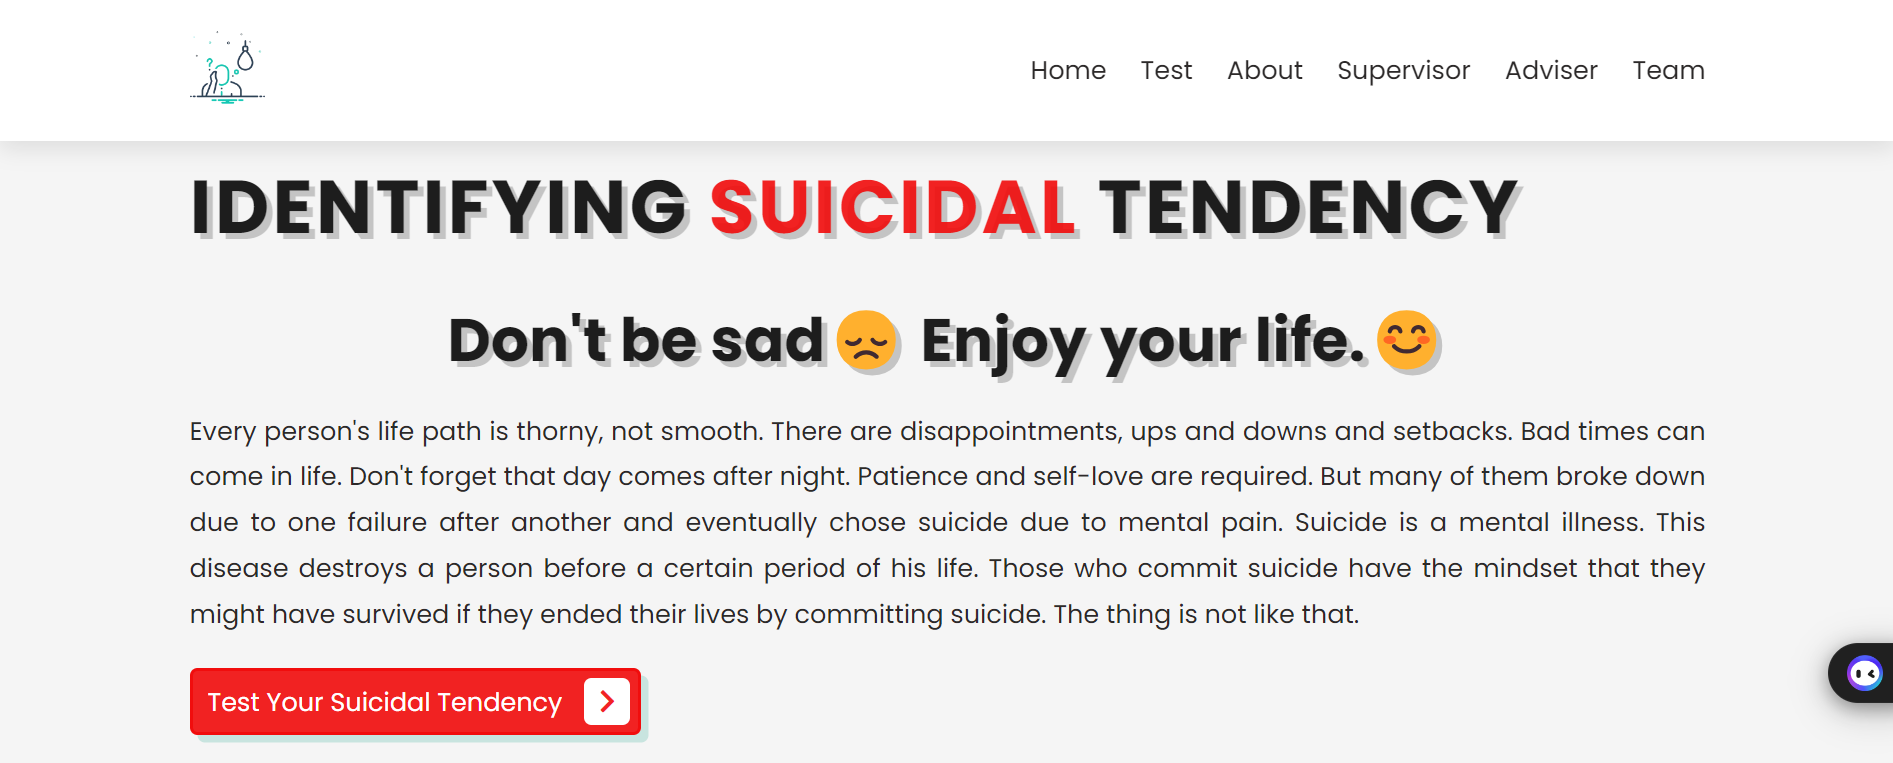 Home Test About Supervisor Adviser Team
IDENTIFYING SUICIDAL TENDENCY
Don't be sad😞 Enjoy your life.😊
Every person's life path is thorny, not smooth. There are disappointments, ups and downs and setbacks. Bad times can
come in life. Don't forget that day comes after night. Patience and self-love are required. But many of them broke down
due to one failure after another and eventually chose suicide due to mental pain. Suicide is a mental illness. This
disease destroys a person before a certain period of his life. Those who commit suicide have the mindset that they
might have survived if they ended their lives by committing suicide. The thing is not like that.
Test Your Suicidal Tendency